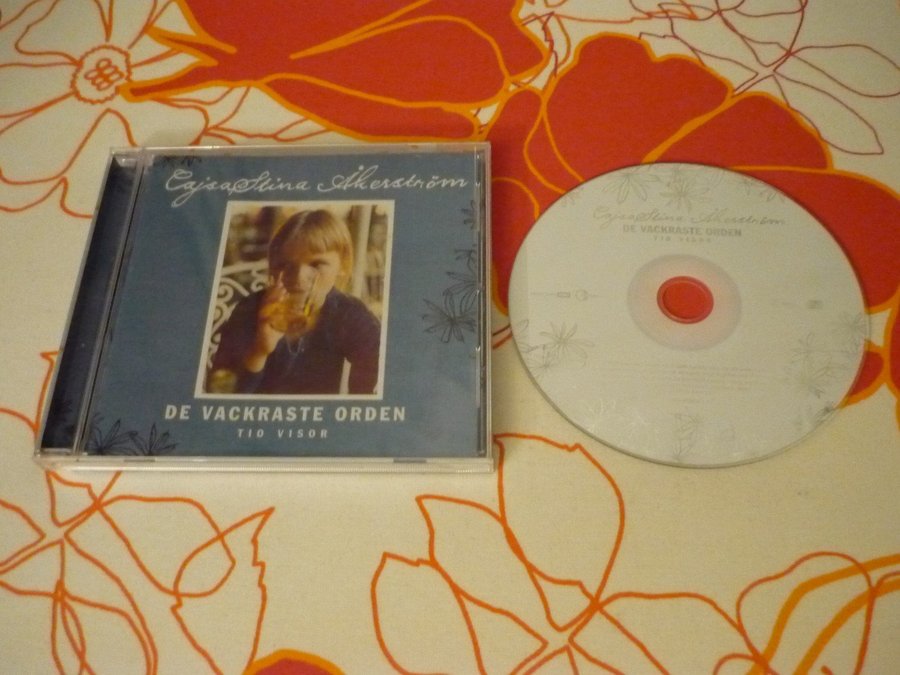 CajsaStina Åkerström
DE VACKRASTE ORDEN
TIO VISOR
CajsaStina Åkerström
DE VACKRASTE ORDEN
TIO VISOR